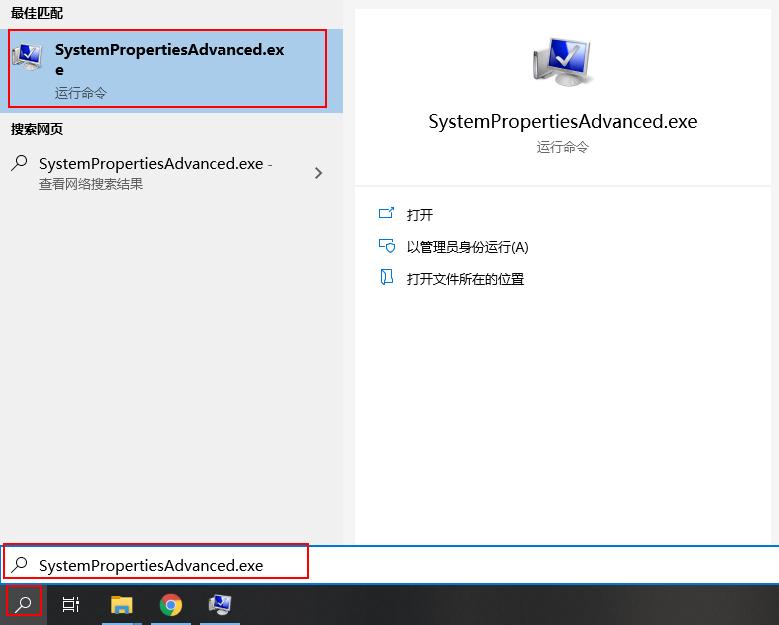 最佳匹配
SystemPropertiesAdvanced.ex
e
运行命令
搜索网页
SystemPropertiesAdvanced.exe -
查看网络搜索结果
SystemPropertiesAdvanced.exe
运行命令
打开
以管理员身份运行(A)
打开文件所在的位置
SystemPropertiesAdvanced.exe